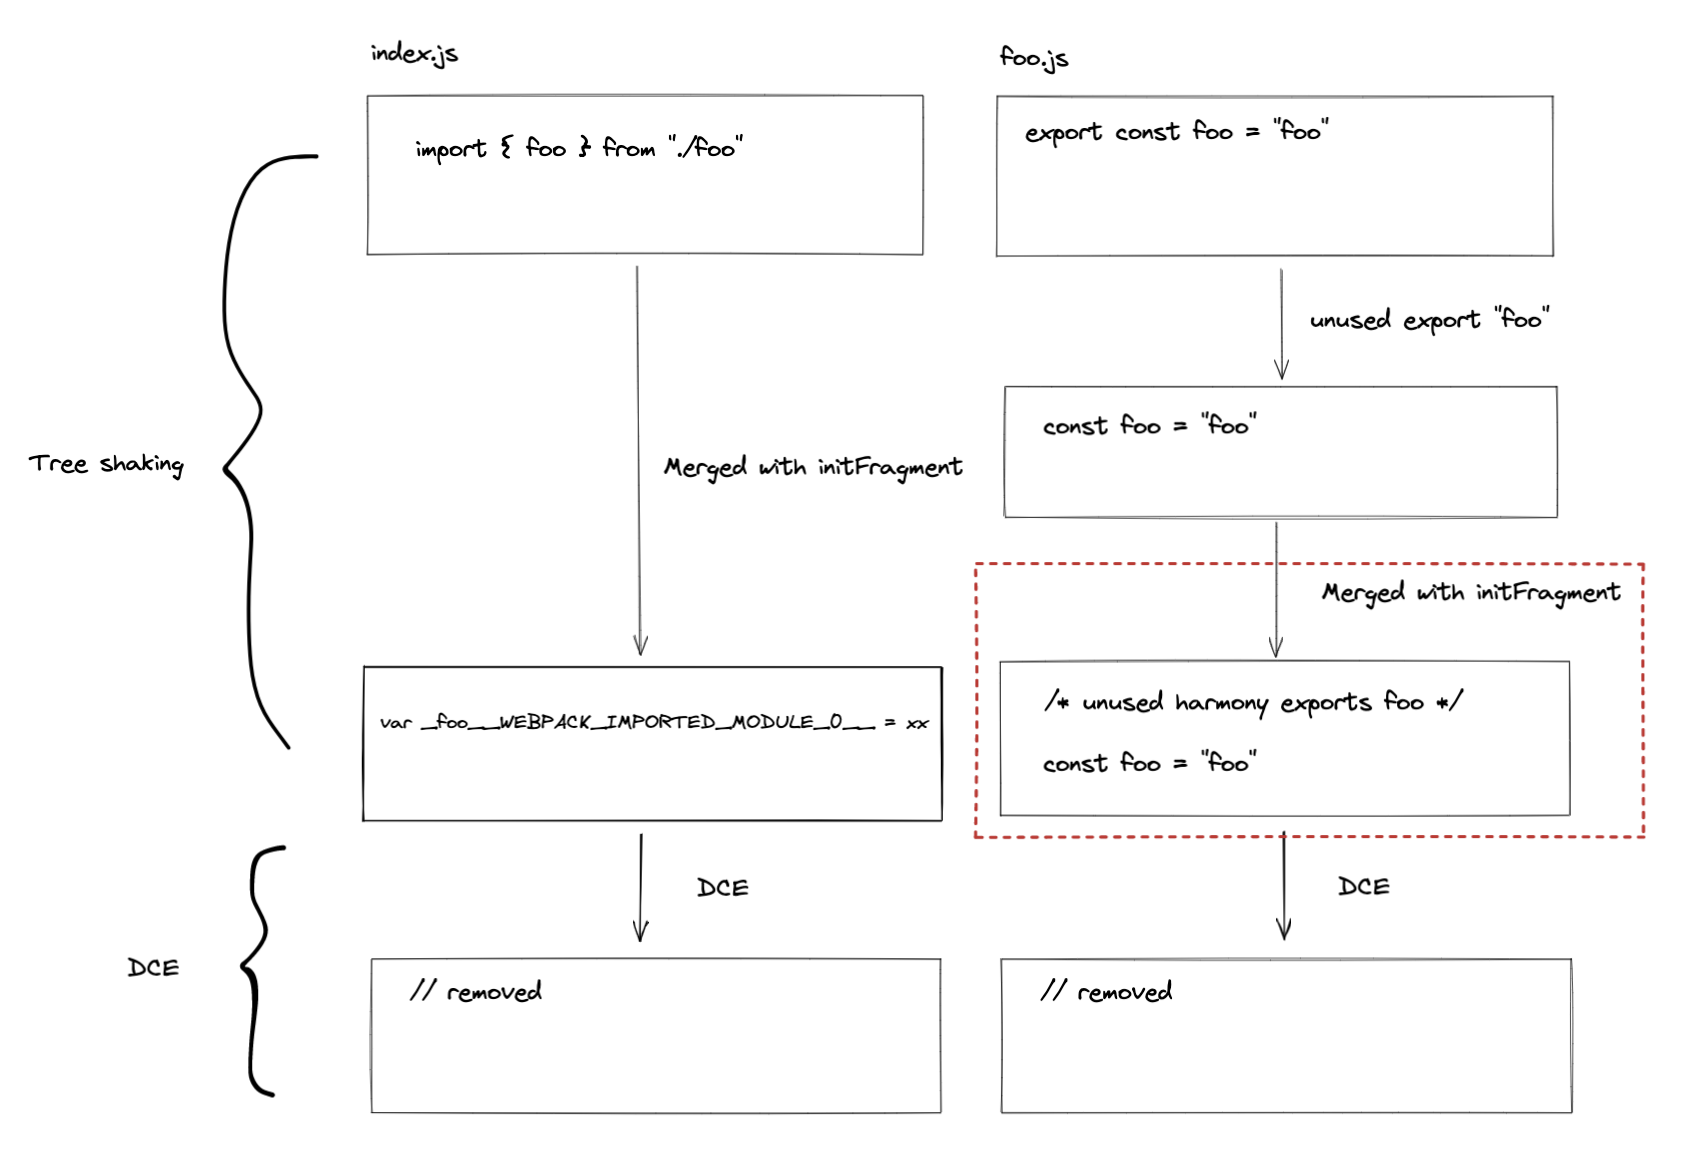 index.js
foo.js
import { foo } from "./foo"
export const foo = "foo"
unused export "foo"
const foo = "foo"
Tree shaking
Merged with initFragment
Merged with initFragment
var _foo__WEBPACK_IMPORTED_MODULE_0__ = xx
/* unused harmony exports foo */
const foo = "foo"
DCE
DCE
DCE
// removed
// removed